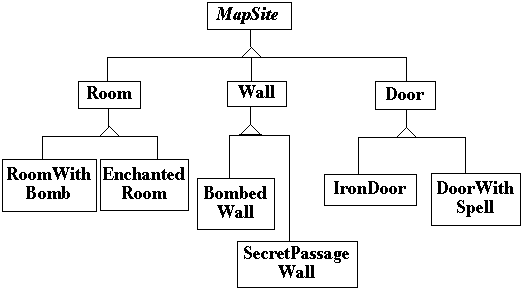 MapSite
Room
Wall
Door
RoomWith
Bomb
Enchanted
Room
Bombed
Wall
SecretPassage
Wall
IronDoor
DoorWith
Spell